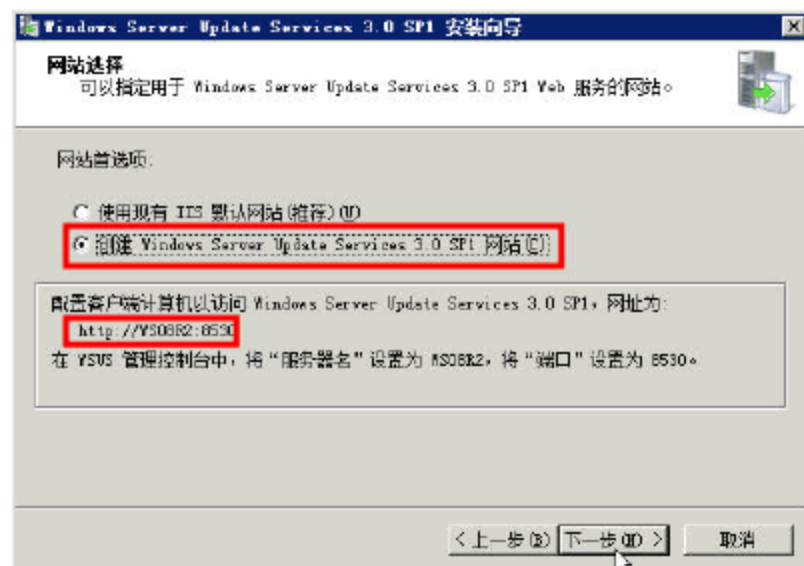 Windows Server Update Services 3.0 SP1 安装向导
网站选择
可以指定用于 Windows Server Update Services 3.0 SP1 Web 服务的网站。
网站首选项:
使用现有 IIS 默认网站(推荐)(U)
创建 Windows Server Update Services 3.0 SP1 网站(C)
配置客户端计算机以访问 Windows Server Update Services 3.0 SP1，网址为:
http://WS08R2:8530
在 WSUS 管理控制台中，将“服务器名”设置为 WS08R2，将“端口”设置为 8530。
<上一步(B) 下一步(N) > 取消